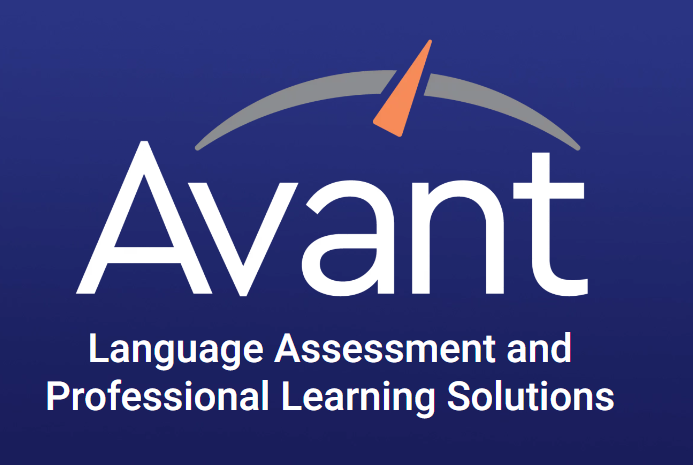 Avant
Language Assessment and
Professional Learning Solutions